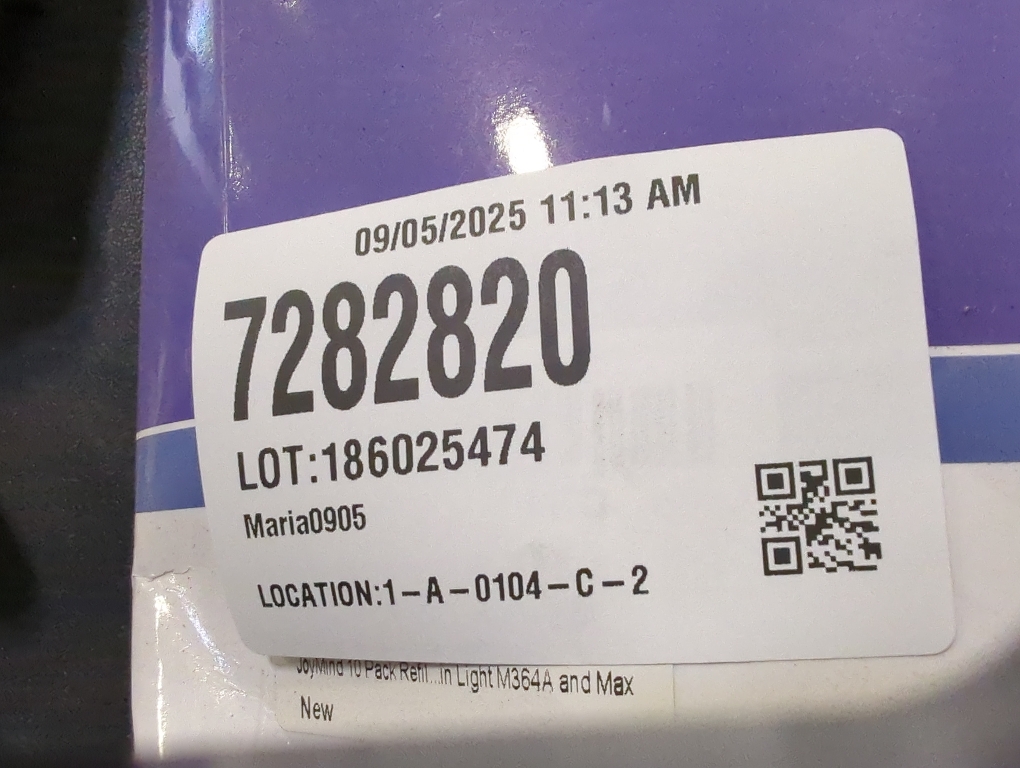 09/05/2025 11:13 AM
7282820
LOT:186025474
Maria0905
LOCATION:1-A-0104-C-2
JoyMind 10 Pack Refil...in Light M364A and Max
New